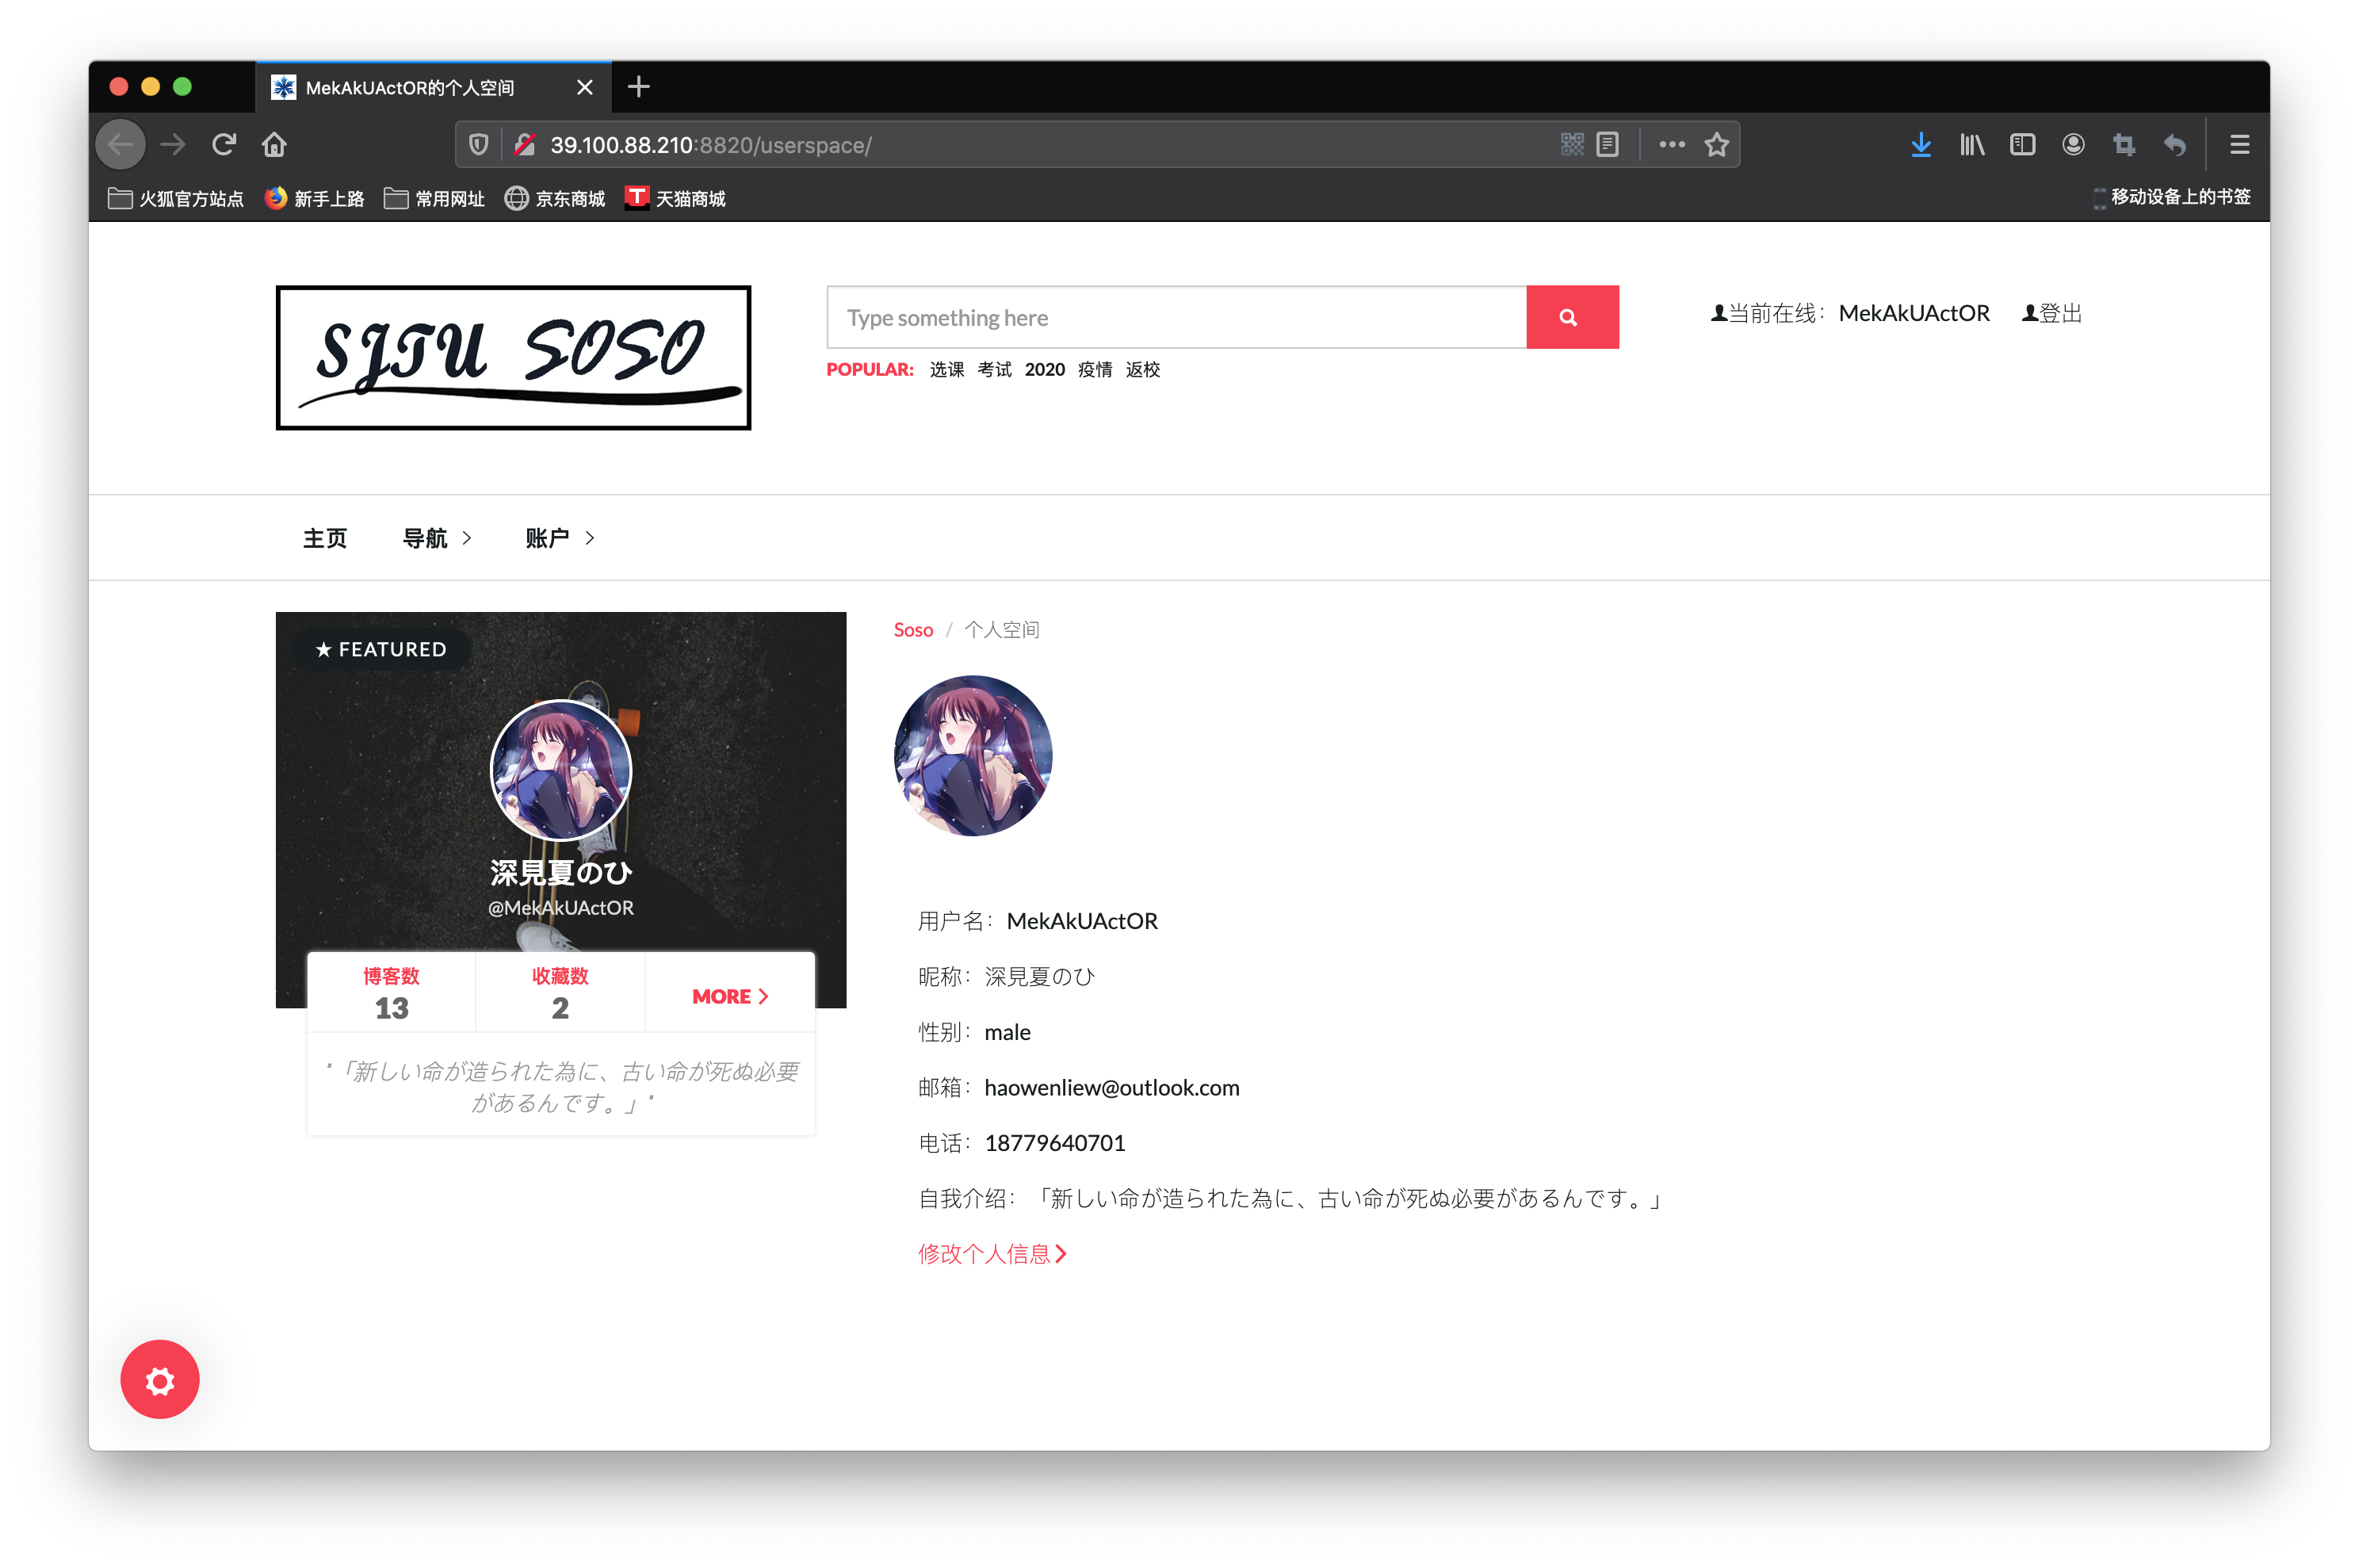 MekAkUActOR的个人空间
39.100.88.210:8820/userspace/
火狐官方站点 新手上路 常用网址 京东商城 T 天猫商城 移动设备上的书签
SJTU SOSO
Type something here
当前在线： MekAkUActOR 登出
POPULAR: 选课 考试 2020 疫情 返校
主页 导航 账户
★ FEATURED
深見夏のひ
@MekAkUActOR
博客数 收藏数 MORE
13 2
"「新しい命が造られた為に、古い命が死ぬ必要
があるんです。」"
Soso / 个人空间
用户名： MekAkUActOR
昵称： 深見夏のひ
性别： male
邮箱： haowenliew@outlook.com
电话： 18779640701
自我介绍： 「新しい命が造られた為に、古い命が死ぬ必要があるんです。」
修改个人信息